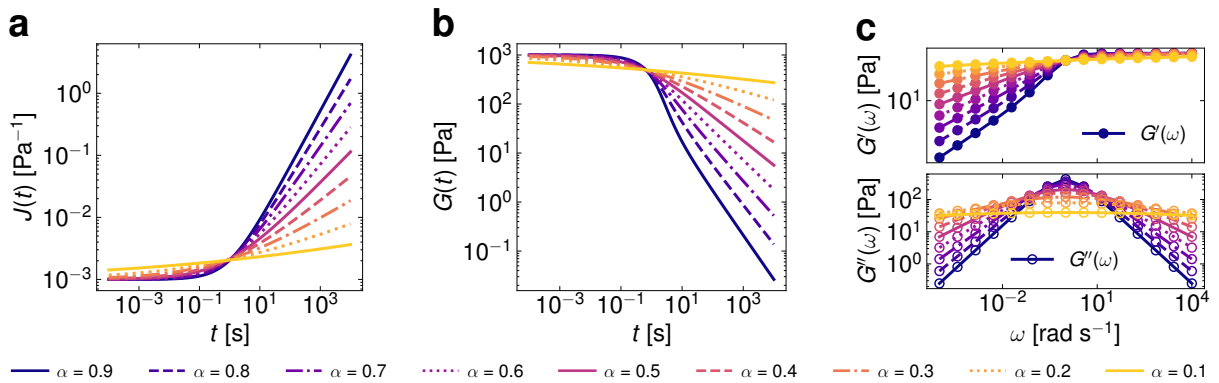 a
b
c
J(t) [Pa⁻¹]
10⁰
10⁻¹
10⁻²
10⁻³
10⁻³ 10⁻¹ 10¹ 10³
t [s]
G(t) [Pa]
10³
10²
10¹
10⁰
10⁻¹
10⁻³ 10⁻¹ 10¹ 10³
t [s]
G′(ω) [Pa]
10¹
G′(ω)
G″(ω) [Pa]
10²
10¹
10⁰
G″(ω)
10⁻² 10¹ 10⁴
ω [rad s⁻¹]
α = 0.9 α = 0.8 α = 0.7 α = 0.6 α = 0.5 α = 0.4 α = 0.3 α = 0.2 α = 0.1